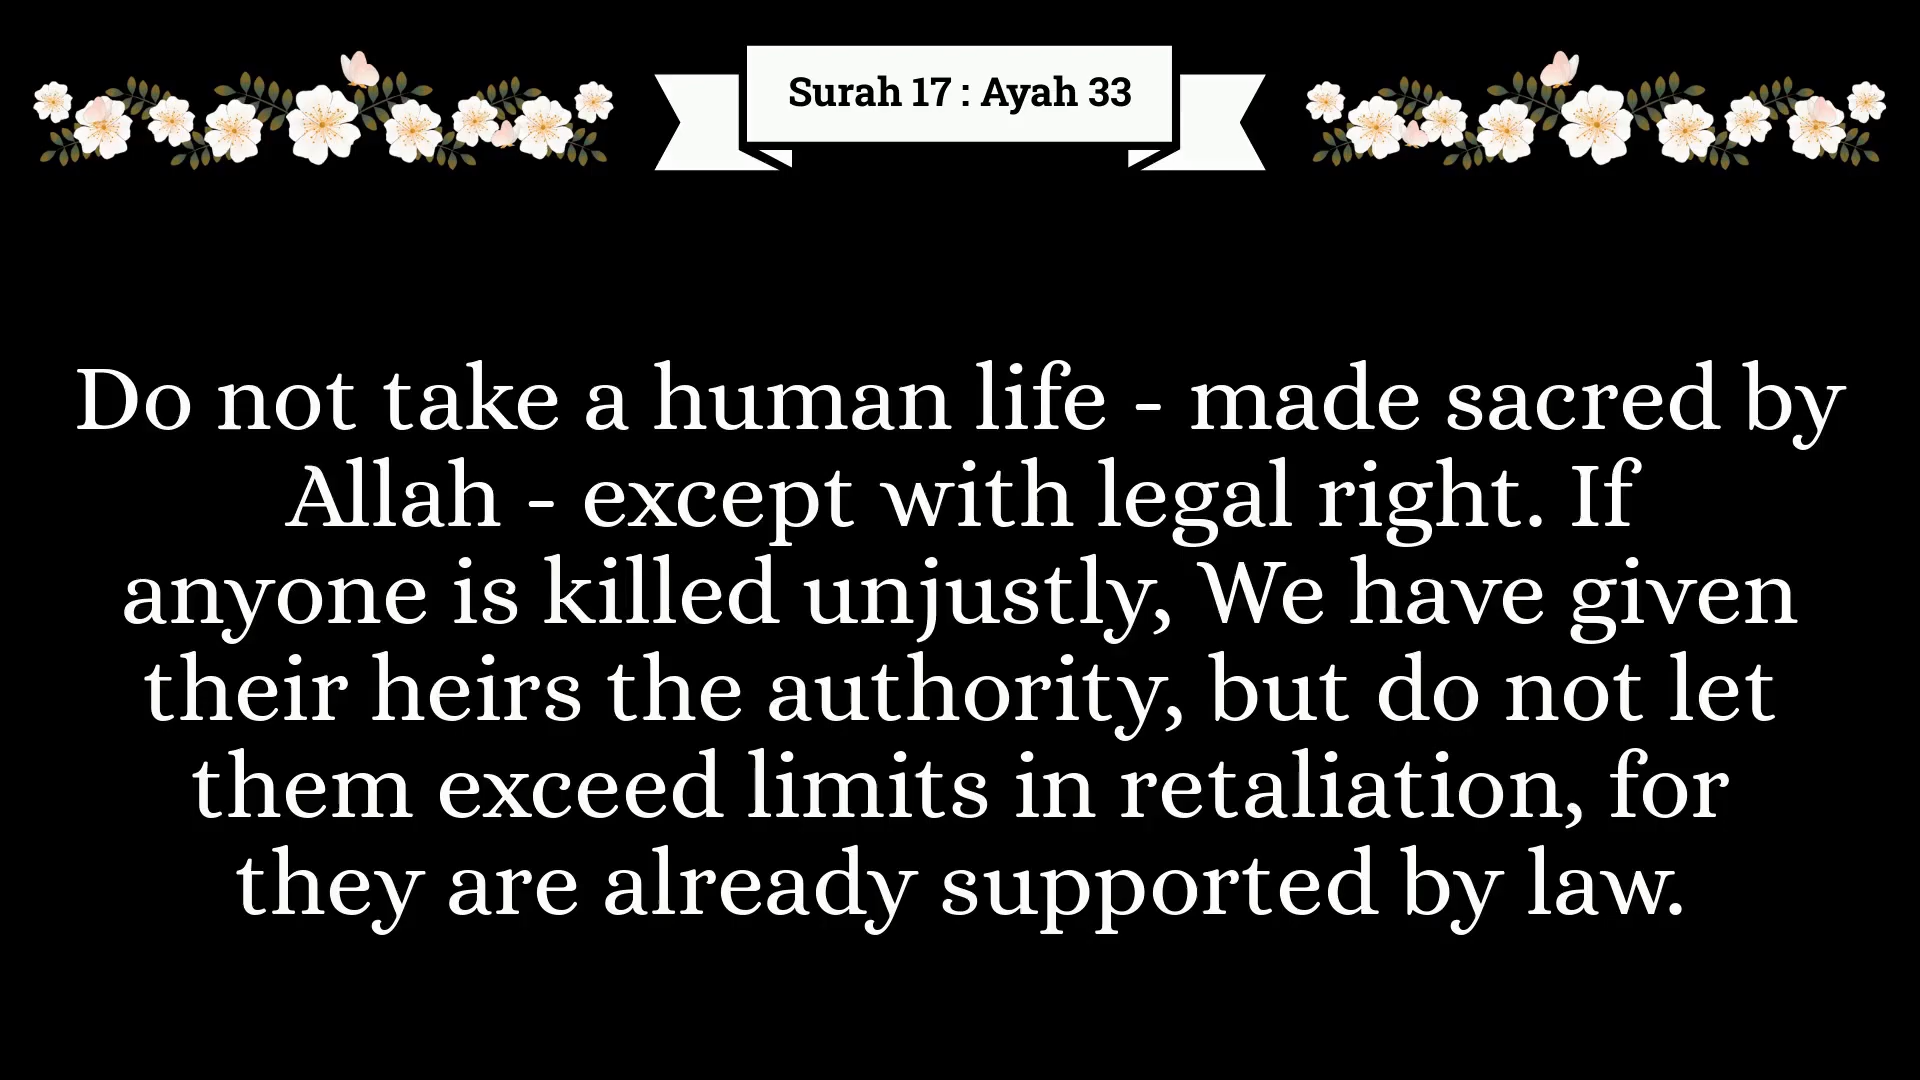 Surah 17 : Ayah 33
Do not take a human life - made sacred by
Allah - except with legal right. If
anyone is killed unjustly, We have given
their heirs the authority, but do not let
them exceed limits in retaliation, for
they are already supported by law.